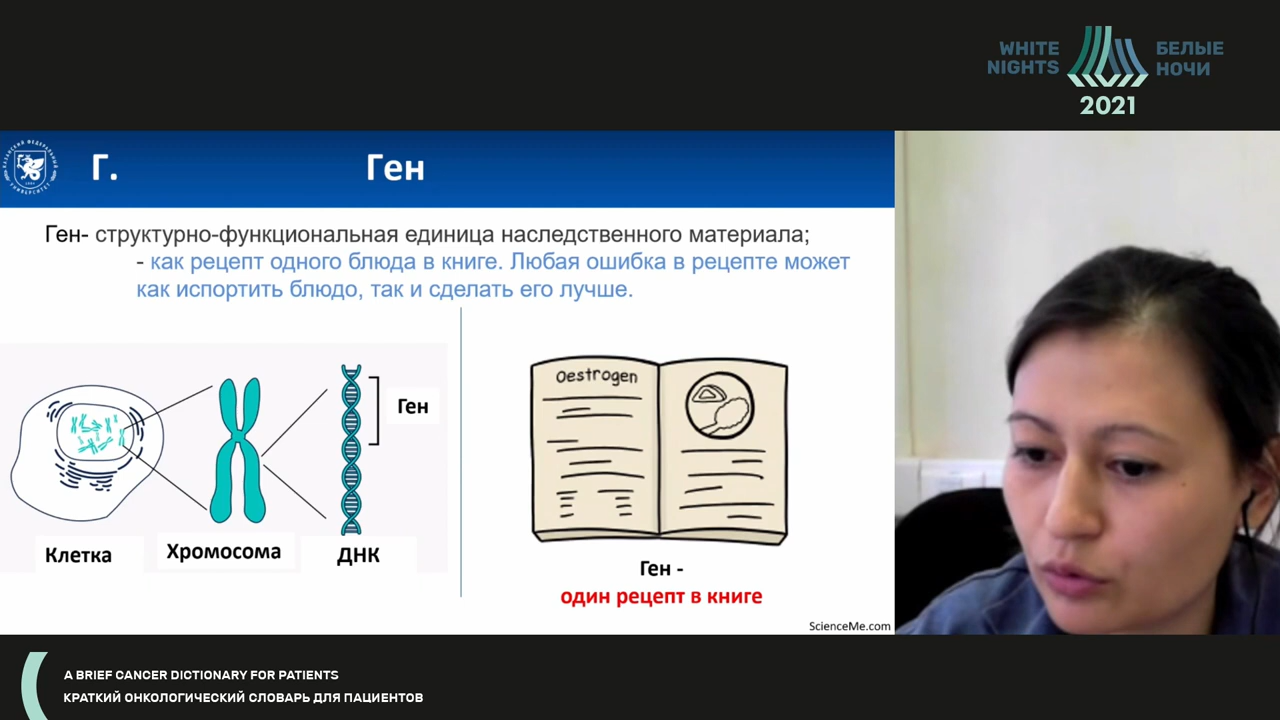 WHITE
NIGHTS
БЕЛЫЕ
НОЧИ
2021
Г.
Ген
Ген- структурно-функциональная единица наследственного материала;
- как рецепт одного блюда в книге. Любая ошибка в рецепте может
как испортить блюдо, так и сделать его лучше.
Ген
Клетка
Хромосома
ДНК
Oestrogen
Ген -
один рецепт в книге
ScienceMe.com
A BRIEF CANCER DICTIONARY FOR PATIENTS
КРАТКИЙ ОНКОЛОГИЧЕСКИЙ СЛОВАРЬ ДЛЯ ПАЦИЕНТОВ